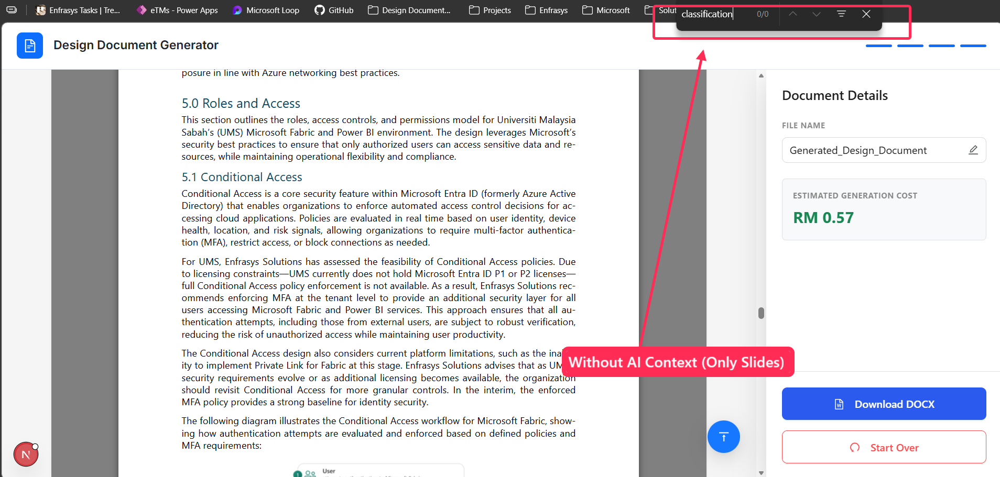 Enfrasys Tasks | Tre...
eTMs - Power Apps
Microsoft Loop
GitHub
Design Document...
Projects
Enfrasys
Microsoft
Solut
classification
0/0
Design Document Generator
posure in line with Azure networking best practices.
5.0 Roles and Access
This section outlines the roles, access controls, and permissions model for Universiti Malaysia
Sabah's (UMS) Microsoft Fabric and Power BI environment. The design leverages Microsoft's
security best practices to ensure that only authorized users can access sensitive data and re-
sources, while maintaining operational flexibility and compliance.
5.1 Conditional Access
Conditional Access is a core security feature within Microsoft Entra ID (formerly Azure Active
Directory) that enables organizations to enforce automated access control decisions for ac-
cessing cloud applications. Policies are evaluated in real time based on user identity, device
health, location, and risk signals, allowing organizations to require multi-factor authentica-
tion (MFA), restrict access, or block connections as needed.
For UMS, Enfrasys Solutions has assessed the feasibility of Conditional Access policies. Due
to licensing constraints—UMS currently does not hold Microsoft Entra ID P1 or P2 licenses—
full Conditional Access policy enforcement is not available. As a result, Enfrasys Solutions rec-
ommends enforcing MFA at the tenant level to provide an additional security layer for all
users accessing Microsoft Fabric and Power BI services. This approach ensures that all au-
thentication attempts, including those from external users, are subject to robust verification,
reducing the risk of unauthorized access while maintaining user productivity.
The Conditional Access design also considers current platform limitations, such as the
ity to implement Private Link for Fabric at this stage. Enfrasys Solutions advises that as
security requirements evolve or as additional licensing becomes available, the organization
should revisit Conditional Access for more granular controls. In the interim, the enforced
MFA policy provides a strong baseline for identity security.
The following diagram illustrates the Conditional Access workflow for Microsoft Fabric, show-
ing how authentication attempts are evaluated and enforced based on defined policies and
MFA requirements:
1
User
Without AI Context (Only Slides)
Document Details
FILE NAME
Generated_Design_Document
ESTIMATED GENERATION COST
RM 0.57
Download DOCX
Start Over
N